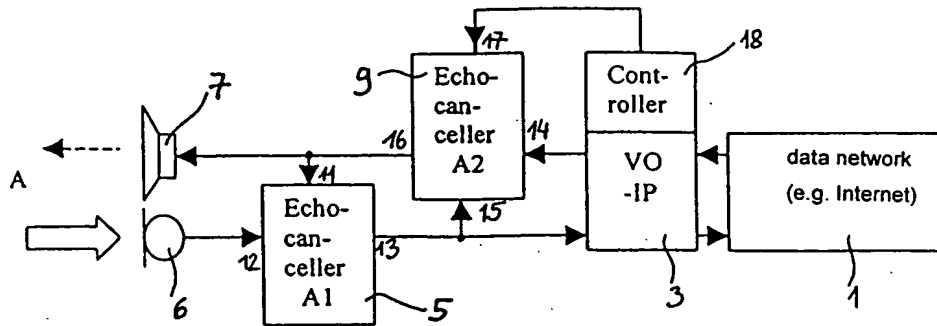 17
18
9
Echo-
can-
celler
A2
Cont-
roller
7
16
14
data network
(e.g. Internet)
VO
-IP
A
11
15
Echo-
can-
celler
A1
12
13
6
5
3
1